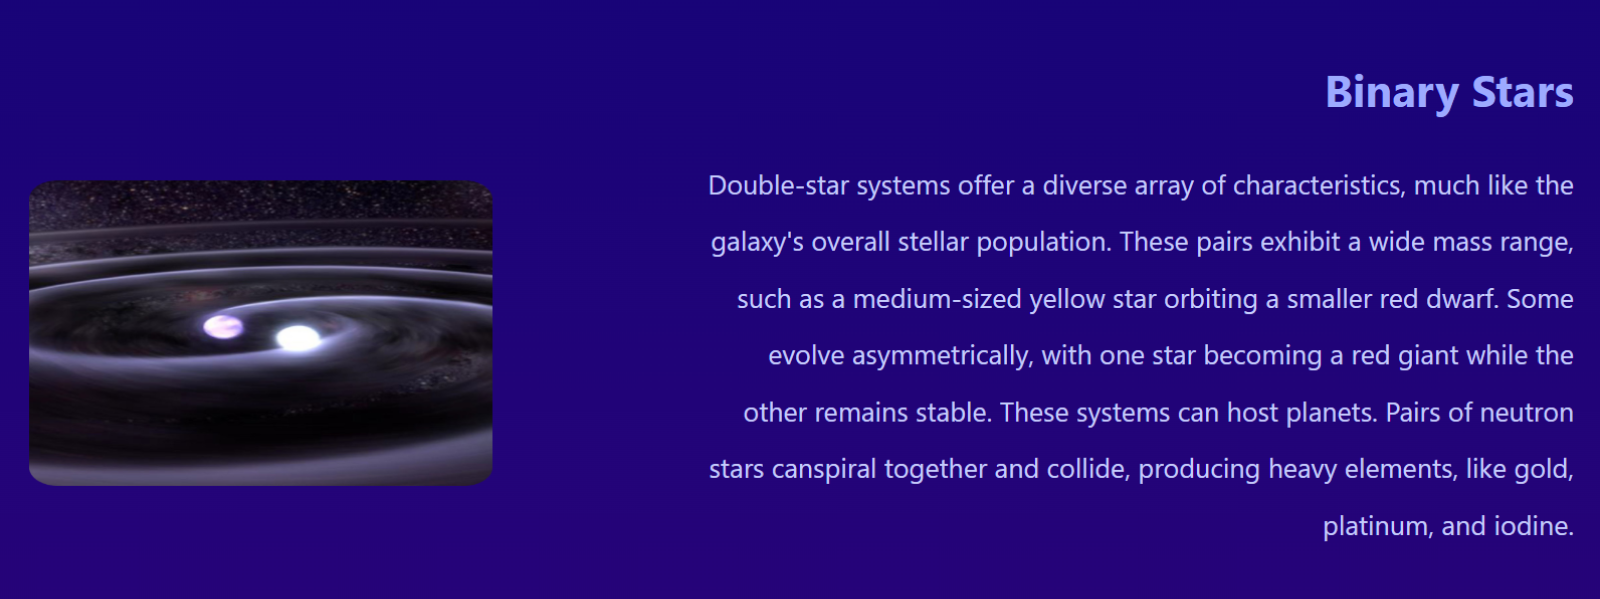 Binary Stars
Double-star systems offer a diverse array of characteristics, much like the
galaxy's overall stellar population. These pairs exhibit a wide mass range,
such as a medium-sized yellow star orbiting a smaller red dwarf. Some
evolve asymmetrically, with one star becoming a red giant while the
other remains stable. These systems can host planets. Pairs of neutron
stars canspiral together and collide, producing heavy elements, like gold,
platinum, and iodine.